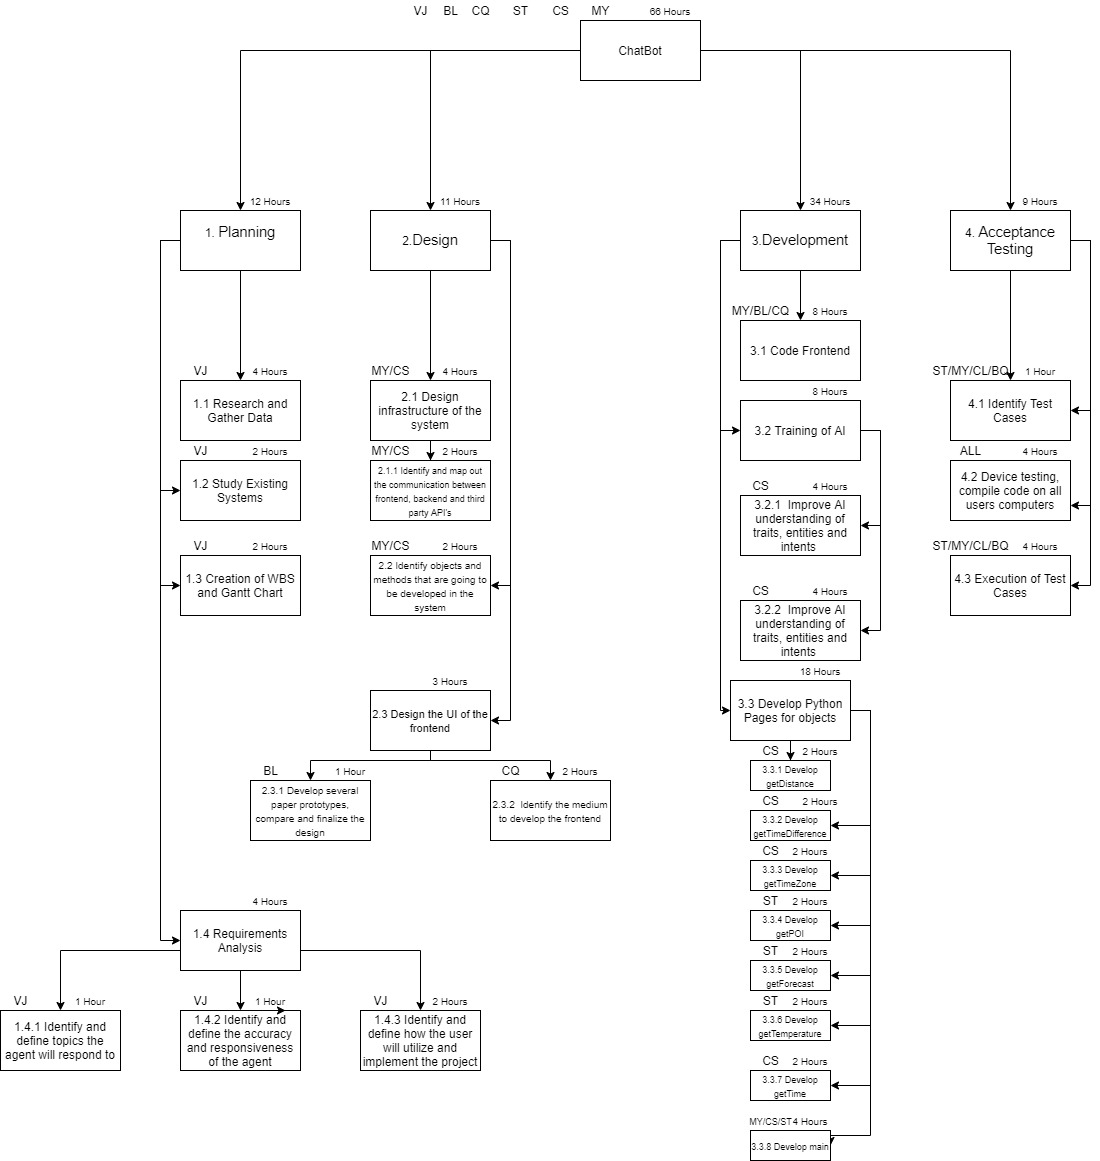 VJ BL CQ ST CS MY 66 Hours
ChatBot
12 Hours
1. Planning
11 Hours
2.Design
34 Hours
3.Development
9 Hours
4. Acceptance
Testing
VJ 4 Hours
1.1 Research and
Gather Data
VJ 2 Hours
1.2 Study Existing
Systems
VJ 2 Hours
1.3 Creation of WBS
and Gantt Chart
4 Hours
1.4 Requirements
Analysis
VJ 1 Hour
1.4.1 Identify and
define topics the
agent will respond to
VJ 1 Hour
1.4.2 Identify and
define the accuracy
and responsiveness
of the agent
VJ 2 Hours
1.4.3 Identify and
define how the user
will utilize and
implement the project
MY/CS 4 Hours
2.1 Design
infrastructure of the
system
MY/CS 2 Hours
2.1.1 Identify and map out
the communication between
frontend, backend and third
party API's
MY/CS 2 Hours
2.2 Identify objects and
methods that are going to
be developed in the
system
3 Hours
2.3 Design the UI of the
frontend
BL 1 Hour
2.3.1 Develop several
paper prototypes,
compare and finalize the
design
CQ 2 Hours
2.3.2 Identify the medium
to develop the frontend
MY/BL/CQ 8 Hours
3.1 Code Frontend
8 Hours
3.2 Training of AI
CS 4 Hours
3.2.1 Improve AI
understanding of
traits, entities and
intents
CS 4 Hours
3.2.2 Improve AI
understanding of
traits, entities and
intents
18 Hours
3.3 Develop Python
Pages for objects
CS 2 Hours
3.3.1 Develop
getDistance
CS 2 Hours
3.3.2 Develop
getTimeDifference
CS 2 Hours
3.3.3 Develop
getTimeZone
ST 2 Hours
3.3.4 Develop
getPOI
ST 2 Hours
3.3.5 Develop
getForecast
ST 2 Hours
3.3.6 Develop
getTemperature
CS 2 Hours
3.3.7 Develop
getTime
MY/CS/ST 4 Hours
3.3.8 Develop main
ST/MY/CL/BQ 1 Hour
4.1 Identify Test
Cases
ALL 4 Hours
4.2 Device testing,
compile code on all
users computers
ST/MY/CL/BQ 4 Hours
4.3 Execution of Test
Cases